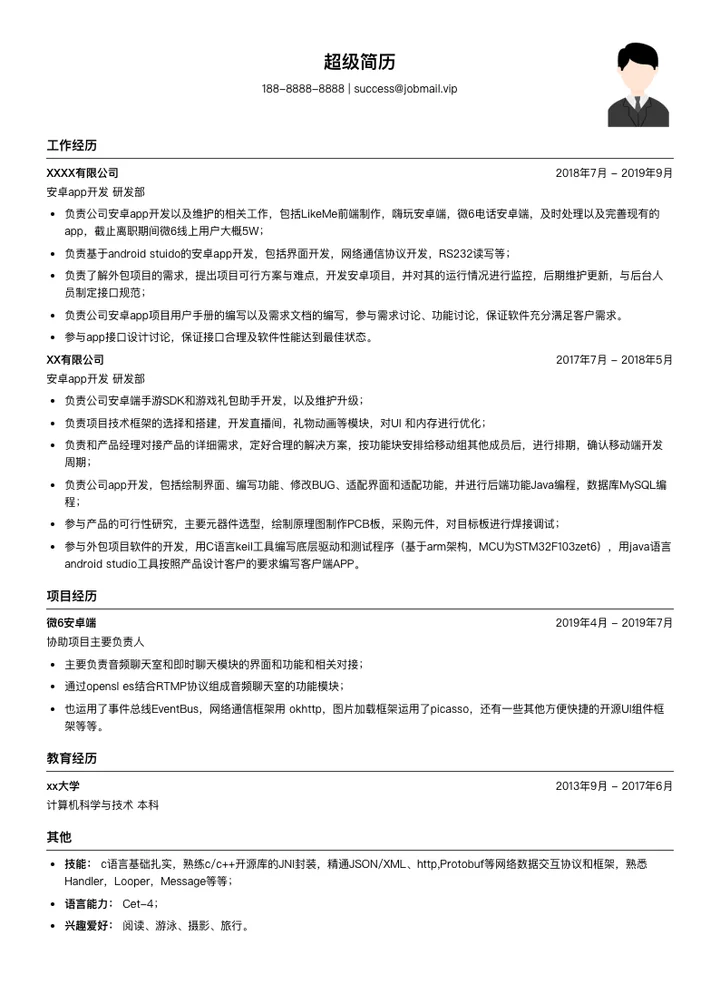 超级简历
188-8888-8888 | success@jobmail.vip
工作经历
XXXX有限公司 2018年7月 – 2019年9月
安卓app开发 研发部
• 负责公司安卓app开发以及维护的相关工作，包括LikeMe前端制作，嗨玩安卓端，微6电话安卓端，及时处理以及完善现有的
app，截止离职期间微6线上用户大概5W；
• 负责基于android stuido的安卓app开发，包括界面开发，网络通信协议开发，RS232读写等；
• 负责了解外包项目的需求，提出项目可行方案与难点，开发安卓项目，并对其的运行情况进行监控，后期维护更新，与后台人
员制定接口规范；
• 负责公司安卓app项目用户手册的编写以及需求文档的编写，参与需求讨论、功能讨论，保证软件充分满足客户需求。
• 参与app接口设计讨论，保证接口合理及软件性能达到最佳状态。
XX有限公司 2017年7月 – 2018年5月
安卓app开发 研发部
• 负责公司安卓端手游SDK和游戏礼包助手开发，以及维护升级；
• 负责项目技术框架的选择和搭建，开发直播间，礼物动画等模块，对UI 和内存进行优化；
• 负责和产品经理对接产品的详细需求，定好合理的解决方案，按功能块安排给移动组其他成员后，进行排期，确认移动端开发
周期；
• 负责公司app开发，包括绘制界面、编写功能、修改BUG、适配界面和适配功能，并进行后端功能Java编程，数据库MySQL编
程；
• 参与产品的可行性研究，主要元器件选型，绘制原理图制作PCB板，采购元件，对目标板进行焊接调试；
• 参与外包项目软件的开发，用C语言keil工具编写底层驱动和测试程序（基于arm架构，MCU为STM32F103zet6），用java语言
android studio工具按照产品设计客户的要求编写客户端APP。
项目经历
微6安卓端 2019年4月 – 2019年7月
协助项目主要负责人
• 主要负责音频聊天室和即时聊天模块的界面和功能和相关对接；
• 通过opensl es结合RTMP协议组成音频聊天室的功能模块；
• 也运用了事件总线EventBus，网络通信框架用 okhttp，图片加载框架运用了picasso，还有一些其他方便快捷的开源UI组件框
架等等。
教育经历
xx大学 2013年9月 – 2017年6月
计算机科学与技术 本科
其他
• 技能： c语言基础扎实，熟练c/c++开源库的JNI封装，精通JSON/XML、http,Protobuf等网络数据交互协议和框架，熟悉
Handler，Looper，Message等等；
• 语言能力： Cet-4；
• 兴趣爱好： 阅读、游泳、摄影、旅行。